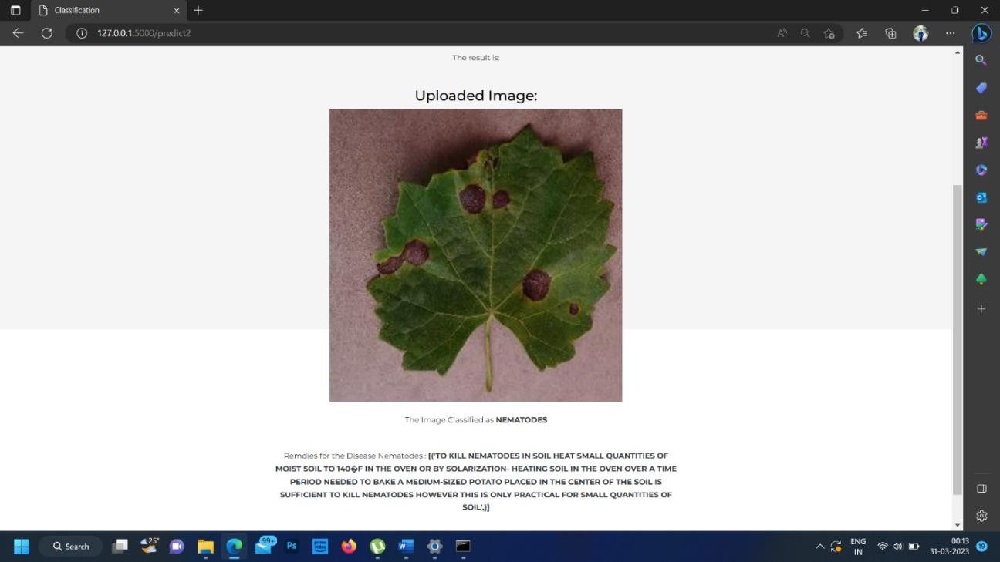 Classification
127.0.0.1:5000/predict2
The result is:
Uploaded Image:
The Image Classified as NEMATODES
Remdies for the Disease Nematodes : [('TO KILL NEMATODES IN SOIL HEAT SMALL QUANTITIES OF
MOIST SOIL TO 140�F IN THE OVEN OR BY SOLARIZATION- HEATING SOIL IN THE OVEN OVER A TIME
PERIOD NEEDED TO BAKE A MEDIUM-SIZED POTATO PLACED IN THE CENTER OF THE SOIL IS
SUFFICIENT TO KILL NEMATODES HOWEVER THIS IS ONLY PRACTICAL FOR SMALL QUANTITIES OF
SOIL',)]
Search
25°
99+
Ps
prime video
W
ENG
IN
00:13
31-03-2023
19